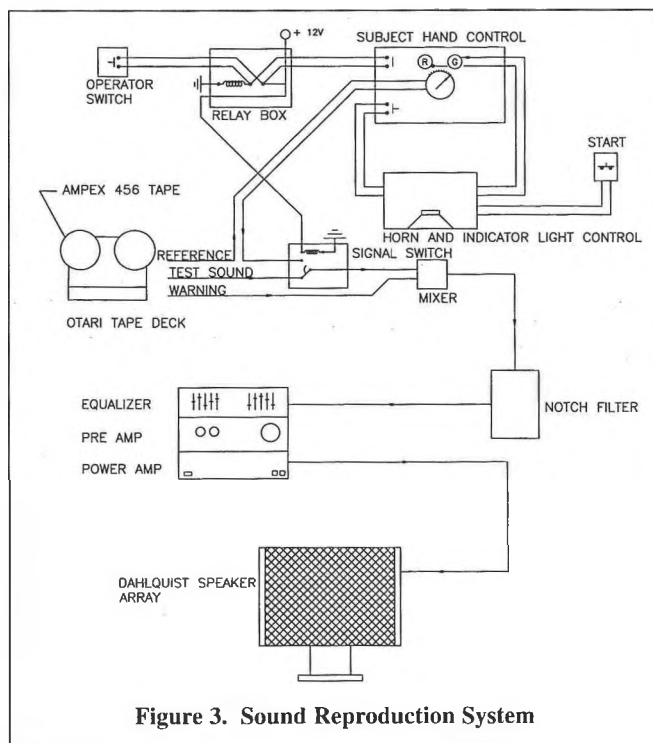 + 12V
SUBJECT HAND CONTROL
R G
OPERATOR
SWITCH
RELAY BOX
START
AMPEX 456 TAPE
HORN AND INDICATOR LIGHT CONTROL
REFERENCE
SIGNAL SWITCH
TEST SOUND
WARNING
MIXER
OTARI TAPE DECK
EQUALIZER
NOTCH FILTER
PRE AMP
POWER AMP
DAHLQUIST SPEAKER
ARRAY
Figure 3. Sound Reproduction System